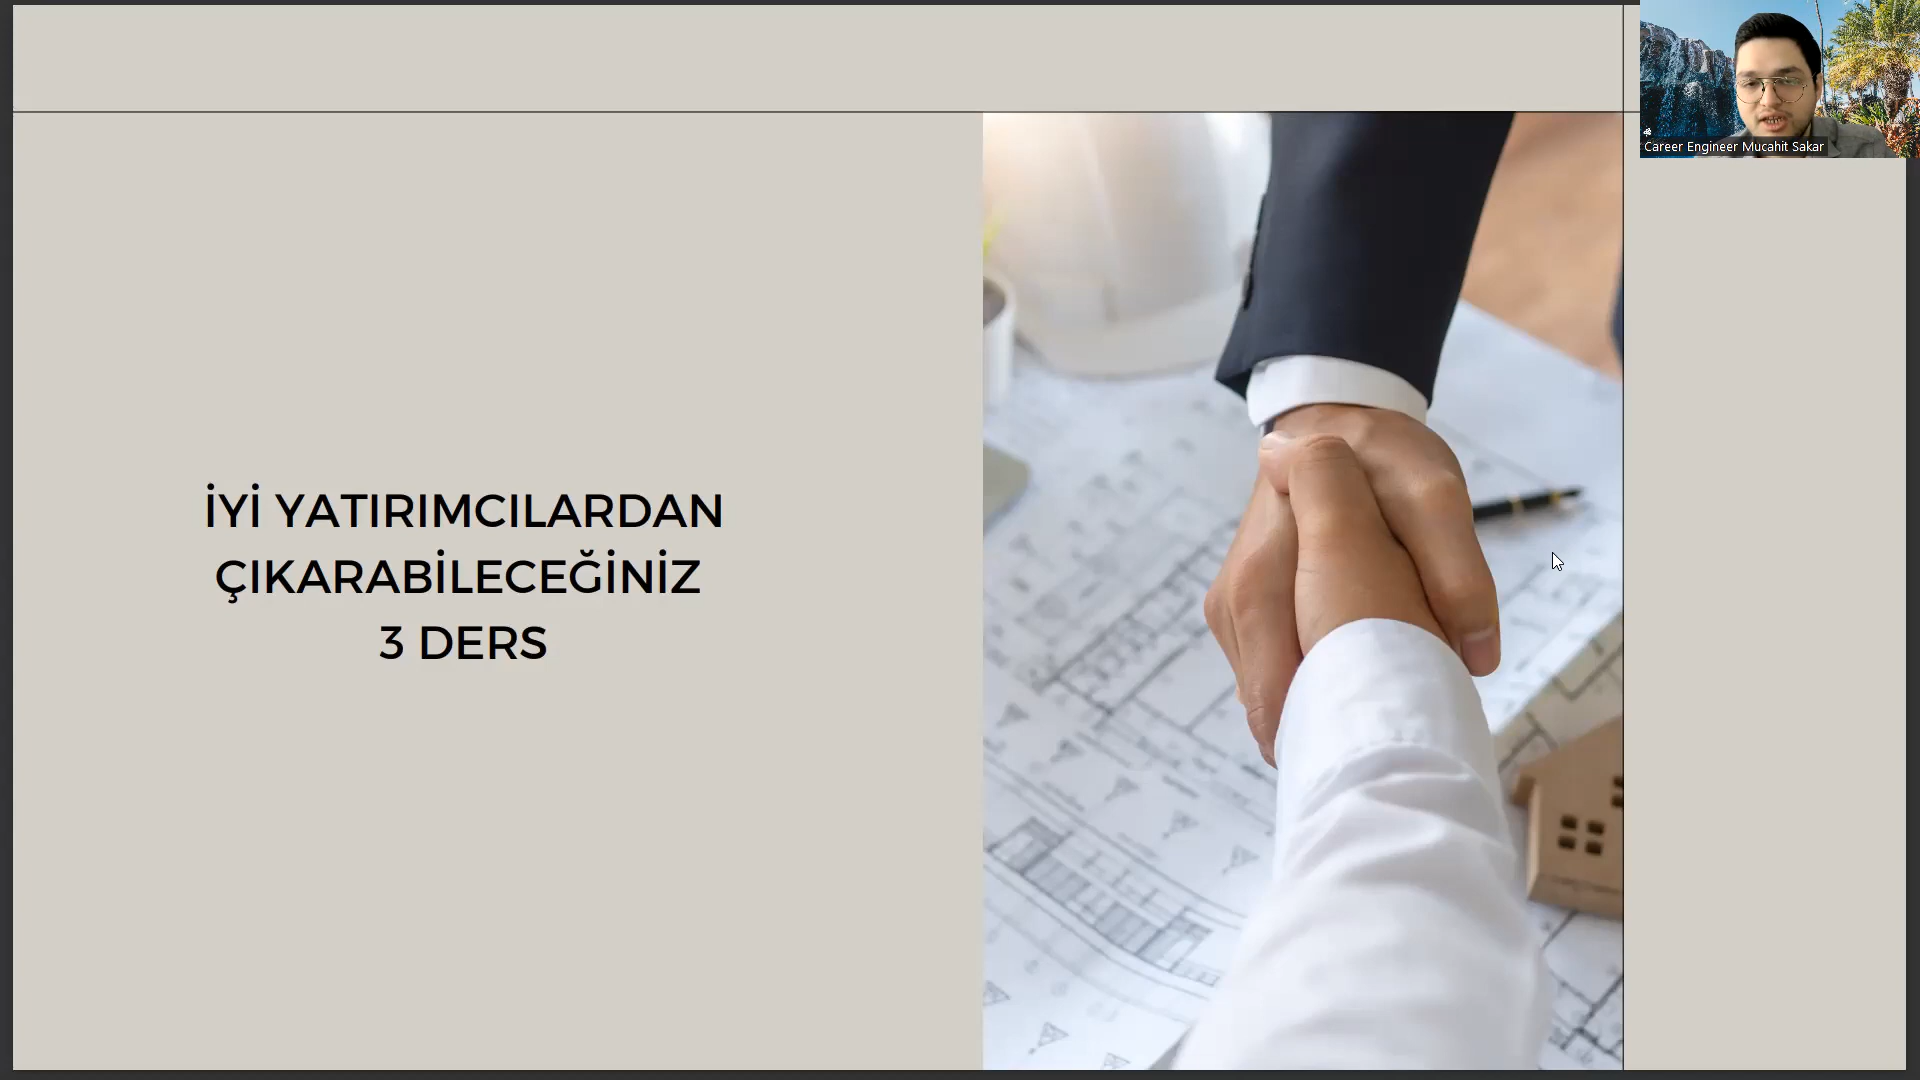 Career Engineer Mucahit Sakar
İYİ YATIRIMCILARDAN
ÇIKARABİLECEĞİNİZ
3 DERS